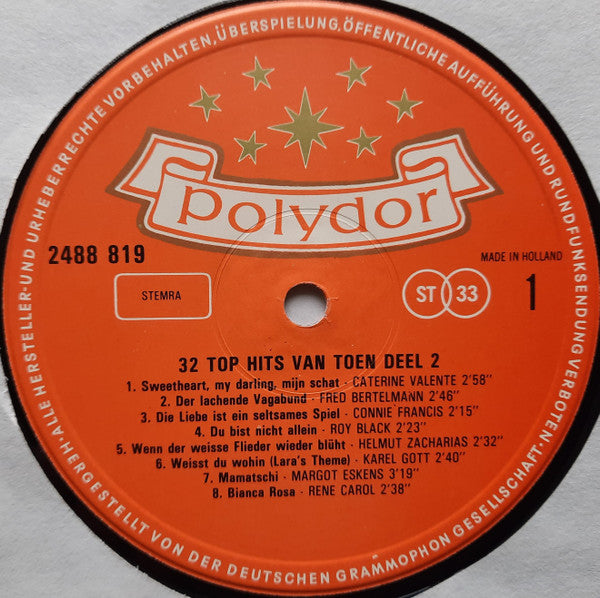 ALLE HERSTELLER-UND URHEBERRECHTE VORBEHALTEN,ÜBERSPIELUNG,ÖFFENTLICHE AUFFÜHRUNG UND RUNDFUNKSENDUNG VERBOTEN
polydor
2488 819
MADE IN HOLLAND
STEMRA
ST 33
1
32 TOP HITS VAN TOEN DEEL 2
1. Sweetheart, my darling, mijn schat - CATERINE VALENTE 2'58"
2. Der lachende Vagabund - FRED BERTELMANN 2'46"
3. Die Liebe ist ein seltsames Spiel - CONNIE FRANCIS 2'15"
4. Du bist nicht allein - ROY BLACK 2'23"
5. Wenn der weisse Flieder wieder blüht - HELMUT ZACHARIAS 2'32"
6. Weisst du wohin (Lara's Theme) - KAREL GOTT 2'40"
7. Mamatschi - MARGOT ESKENS 3'19"
8. Bianca Rosa - RENE CAROL 2'38"
HERGESTELLT VON DER DEUTSCHEN GRAMMOPHON GESELLSCHAFT